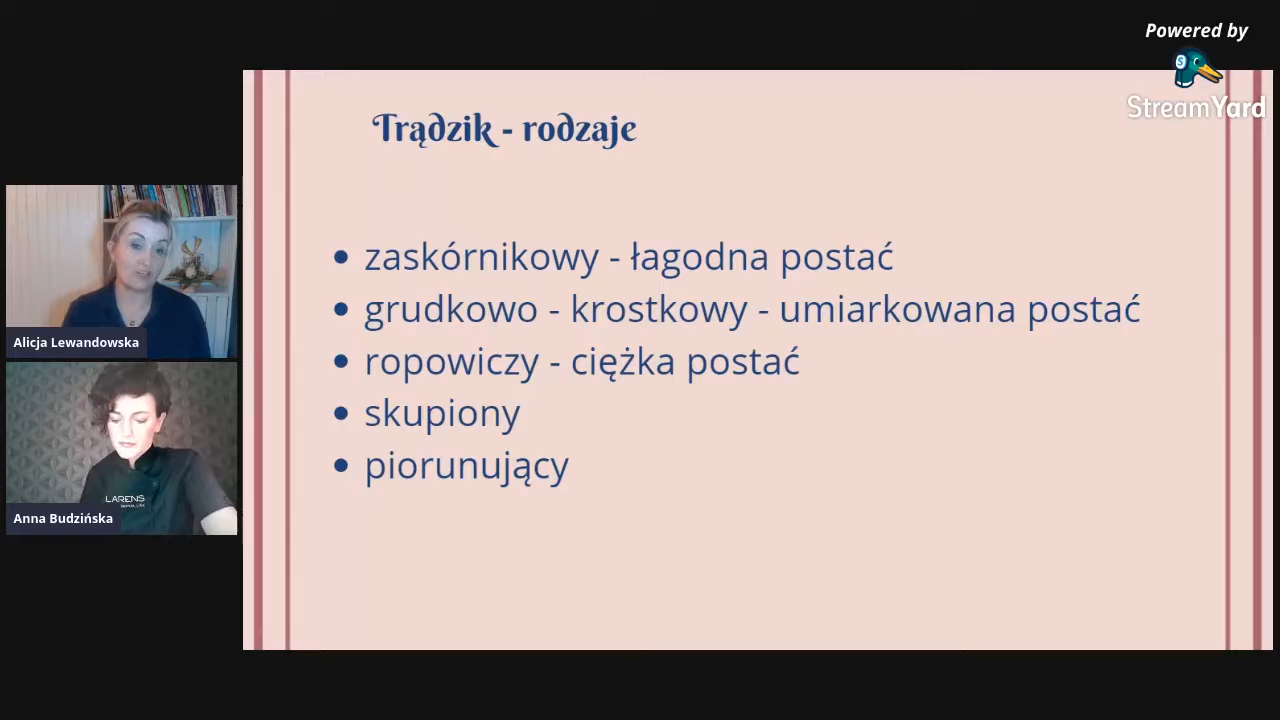 Powered by
StreamYard
Trądzik - rodzaje
zaskórnikowy - łagodna postać
grudkowo - krostkowy - umiarkowana postać
ropowiczy - ciężka postać
skupiony
piorunujący
Alicja Lewandowska
LARENS
Anna Budzińska